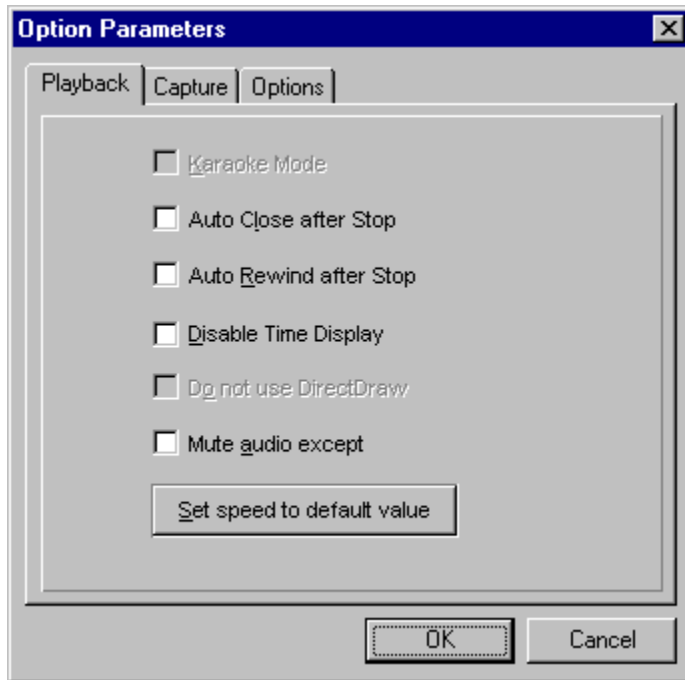 Option Parameters
Playback Capture Options
Karaoke Mode
Auto Close after Stop
Auto Rewind after Stop
Disable Time Display
Do not use DirectDraw
Mute audio except
Set speed to default value
OK Cancel